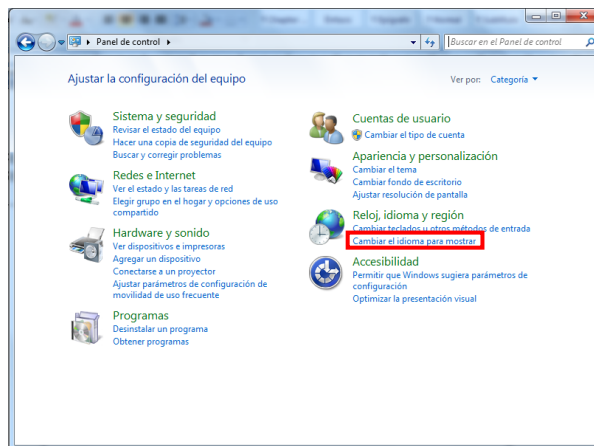 Panel de control
Buscar en el Panel de control
Ajustar la configuración del equipo
Ver por: Categoría
Sistema y seguridad
Revisar el estado del equipo
Hacer una copia de seguridad del equipo
Buscar y corregir problemas
Redes e Internet
Ver el estado y las tareas de red
Elegir grupo en el hogar y opciones de uso
compartido
Hardware y sonido
Ver dispositivos e impresoras
Agregar un dispositivo
Conectarse a un proyector
Ajustar parámetros de configuración de
movilidad de uso frecuente
Programas
Desinstalar un programa
Obtener programas
Cuentas de usuario
Cambiar el tipo de cuenta
Apariencia y personalización
Cambiar el tema
Cambiar fondo de escritorio
Ajustar resolución de pantalla
Reloj, idioma y región
Cambiar teclados u otros métodos de entrada
Cambiar el idioma para mostrar
Accesibilidad
Permitir que Windows sugiera parámetros de
configuración
Optimizar la presentación visual